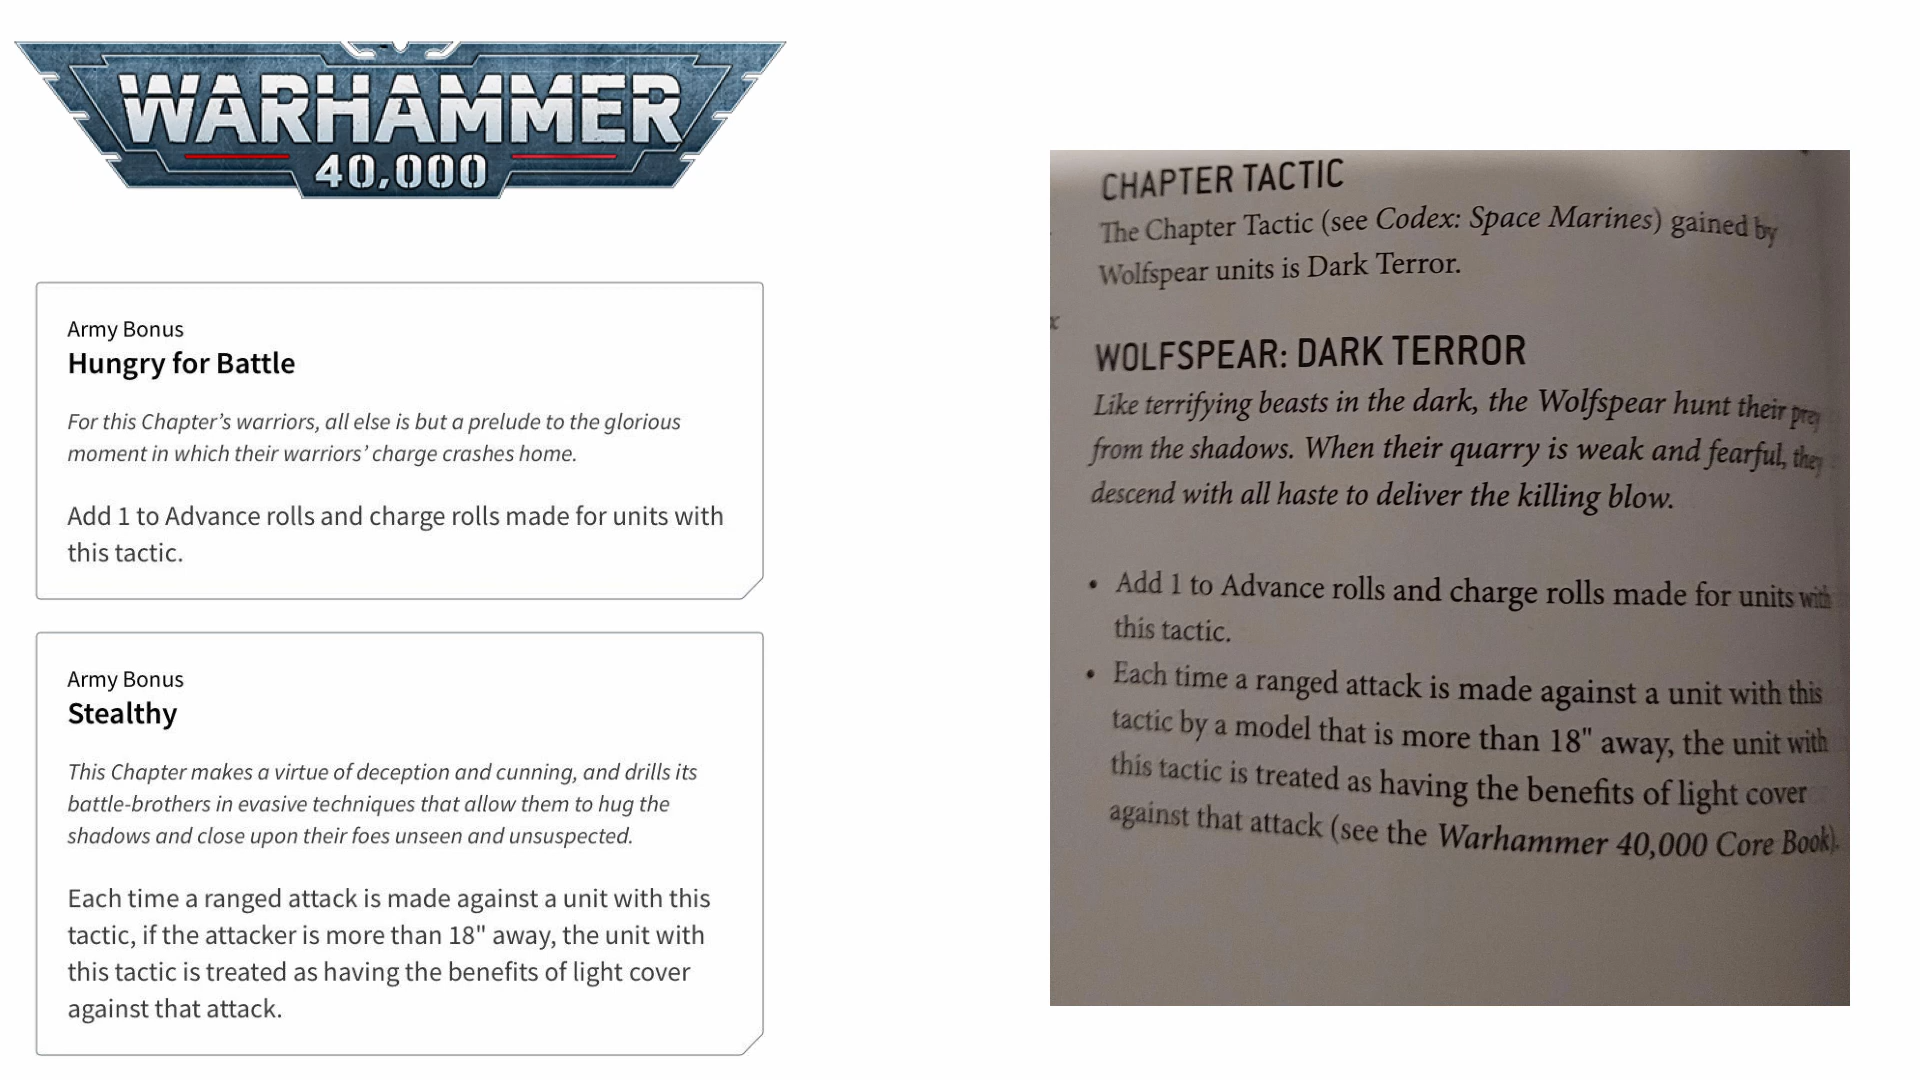 WARHAMMER
40,000
Army Bonus
Hungry for Battle
For this Chapter’s warriors, all else is but a prelude to the glorious
moment in which their warriors’ charge crashes home.
Add 1 to Advance rolls and charge rolls made for units with
this tactic.
Army Bonus
Stealthy
This Chapter makes a virtue of deception and cunning, and drills its
battle-brothers in evasive techniques that allow them to hug the
shadows and close upon their foes unseen and unsuspected.
Each time a ranged attack is made against a unit with this
tactic, if the attacker is more than 18" away, the unit with
this tactic is treated as having the benefits of light cover
against that attack.
CHAPTER TACTIC
The Chapter Tactic (see Codex: Space Marines) gained by
Wolfspear units is Dark Terror.
WOLFSPEAR: DARK TERROR
Like terrifying beasts in the dark, the Wolfspear hunt their prey
from the shadows. When their quarry is weak and fearful, they
descend with all haste to deliver the killing blow.
• Add 1 to Advance rolls and charge rolls made for units with
this tactic.
• Each time a ranged attack is made against a unit with this
tactic by a model that is more than 18" away, the unit with
this tactic is treated as having the benefits of light cover
against that attack (see the Warhammer 40,000 Core Book).